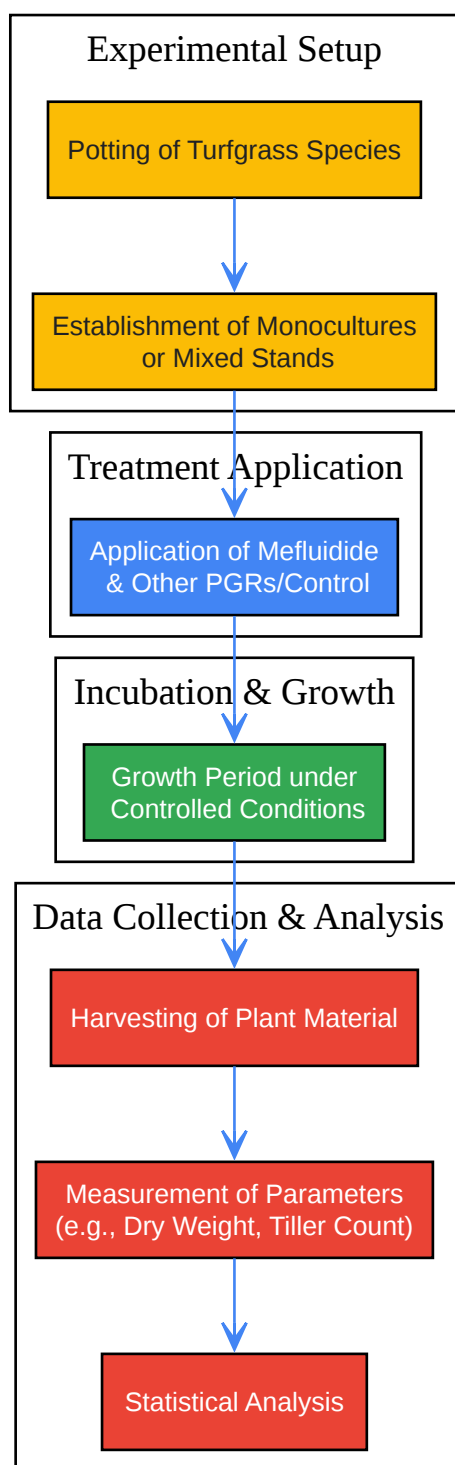 Experimental Setup
Potting of Turfgrass Species
Establishment of Monocultures
or Mixed Stands
Treatment Application
Application of Mefluidide
& Other PGRs/Control
Incubation & Growth
Growth Period under
Controlled Conditions
Data Collection & Analysis
Harvesting of Plant Material
Measurement of Parameters
(e.g., Dry Weight, Tiller Count)
Statistical Analysis